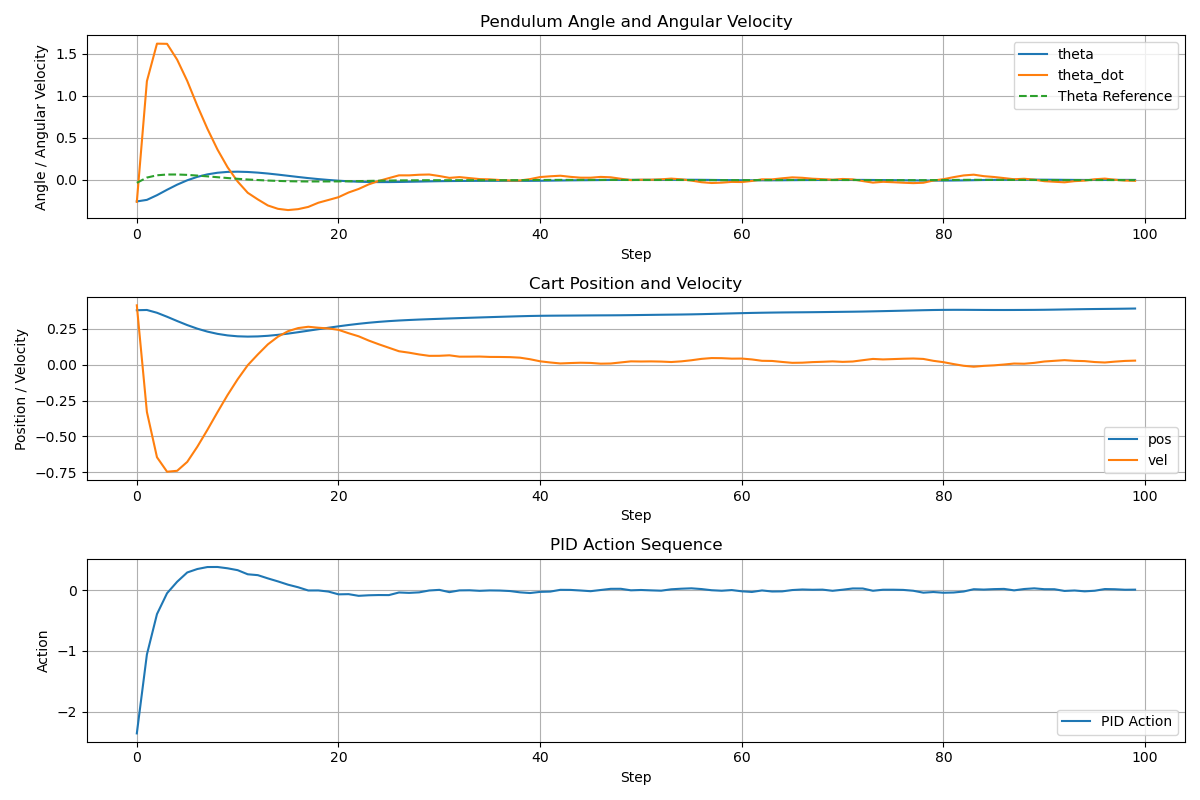 Pendulum Angle and Angular Velocity
Angle / Angular Velocity
1.5
1.0
0.5
0.0
theta
theta_dot
Theta Reference
0 20 40 60 80 100
Step
Cart Position and Velocity
Position / Velocity
0.25
0.00
−0.25
−0.50
−0.75
pos
vel
0 20 40 60 80 100
Step
PID Action Sequence
Action
0
−1
−2
PID Action
0 20 40 60 80 100
Step